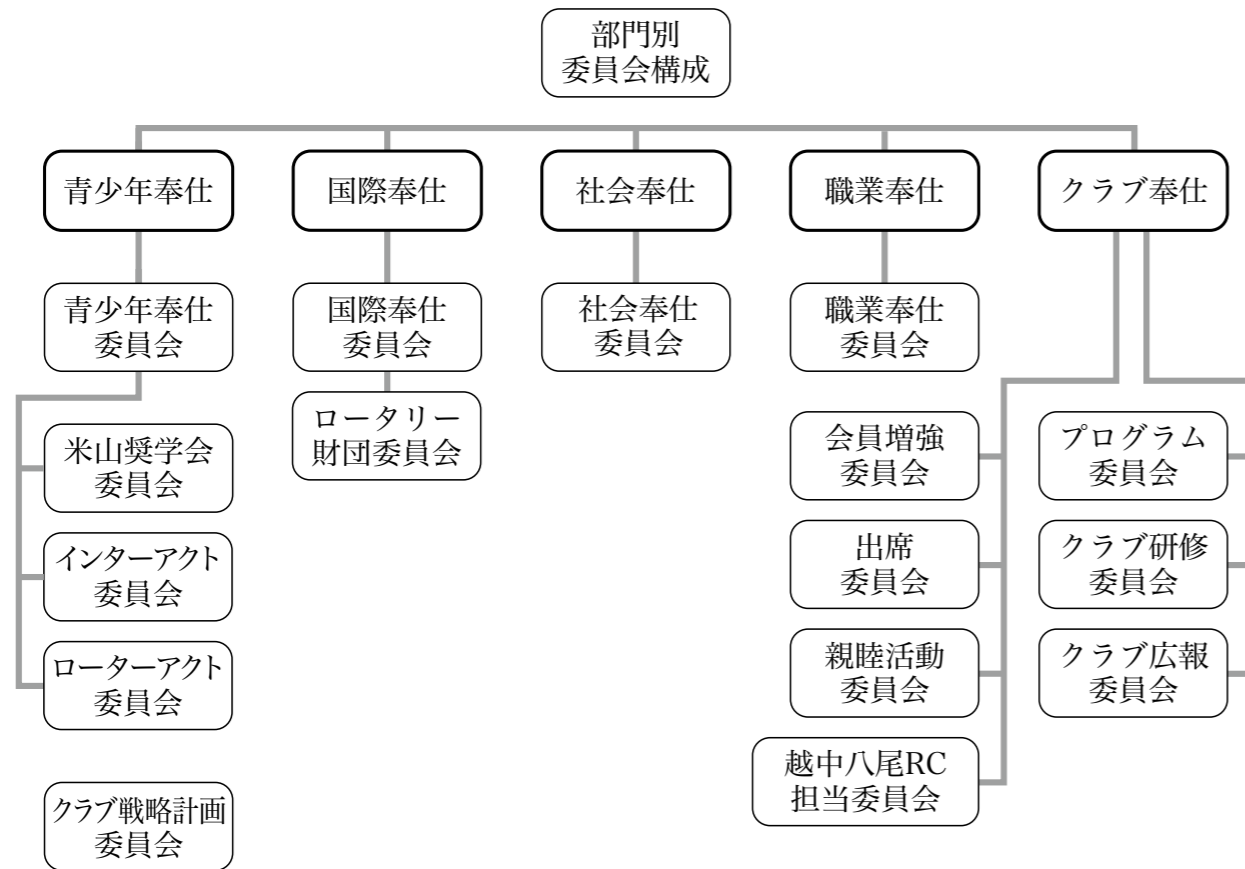 部門別
委員会構成
青少年奉仕
国際奉仕
社会奉仕
職業奉仕
クラブ奉仕
青少年奉仕
委員会
国際奉仕
委員会
社会奉仕
委員会
職業奉仕
委員会
ロータリー
財団委員会
米山奨学会
委員会
インターアクト
委員会
ローターアクト
委員会
会員増強
委員会
出席
委員会
親睦活動
委員会
越中八尾RC
担当委員会
プログラム
委員会
クラブ研修
委員会
クラブ広報
委員会
クラブ戦略計画
委員会